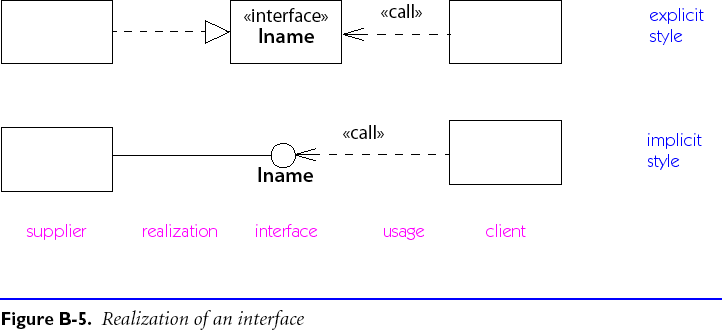 «interface»
Iname
«call»
explicit
style
«call»
Iname
implicit
style
supplier realization interface usage client
Figure B-5. Realization of an interface